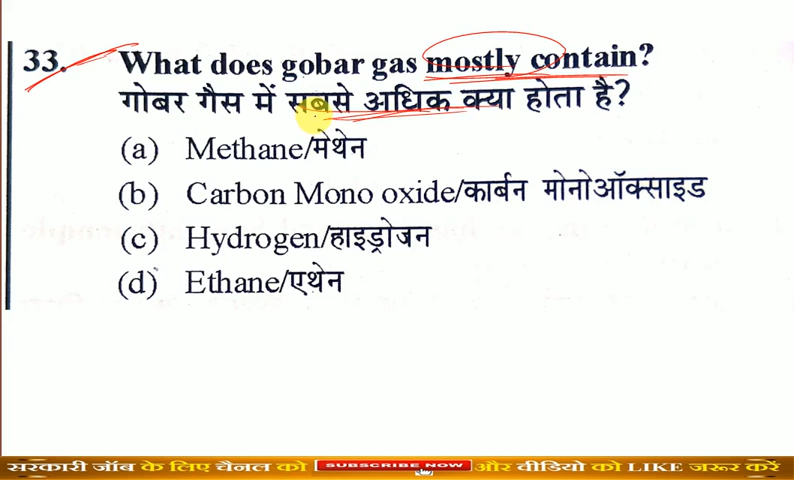 33. What does gobar gas mostly contain?
गोबर गैस में सबसे अधिक क्या होता है?
(a) Methane/मेथेन
(b) Carbon Mono oxide/कार्बन मोनोऑक्साइड
(c) Hydrogen/हाइड्रोजन
(d) Ethane/एथेन
सरकारी जॉब के लिए चैनल को SUBSCRIBE NOW और वीडियो को LIKE जरूर करें